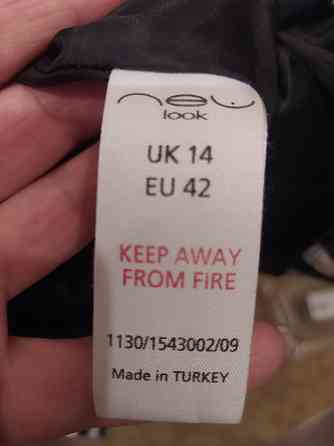 new
look
UK 14
EU 42
KEEP AWAY
FROM FiRE
1130/1543002/09
Made in TURKEY